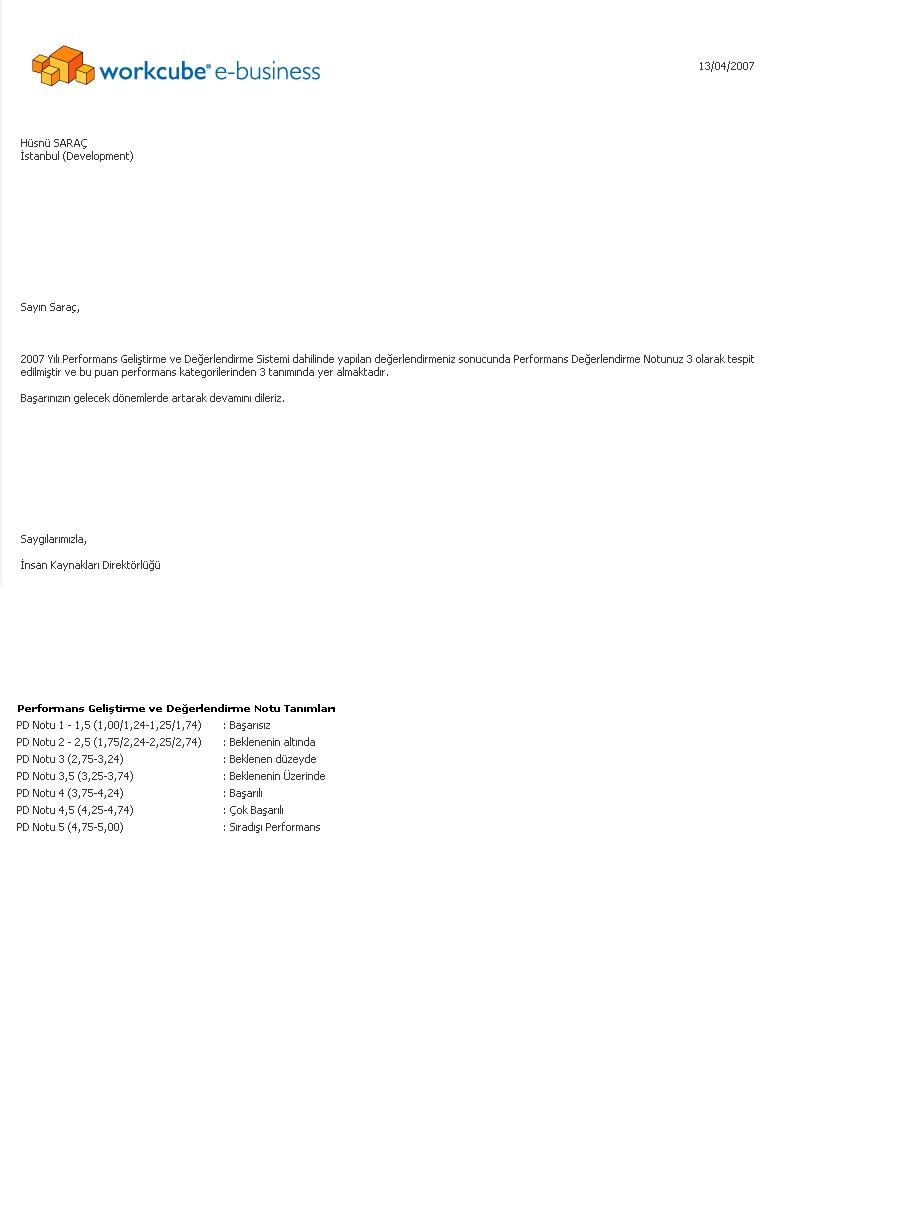 workcube® e-business
13/04/2007
Hüsnü SARAÇ
İstanbul (Development)
Sayın Saraç,
2007 Yılı Performans Geliştirme ve Değerlendirme Sistemi dahilinde yapılan değerlendirmeniz sonucunda Performans Değerlendirme Notunuz 3 olarak tespit
edilmiştir ve bu puan performans kategorilerinden 3 tanımında yer almaktadır.
Başarınızın gelecek dönemlerde artarak devamını dileriz.
Saygılarımızla,
İnsan Kaynakları Direktörlüğü
Performans Geliştirme ve Değerlendirme Notu Tanımları
PD Notu 1 - 1,5 (1,00/1,24-1,25/1,74) : Başarısız
PD Notu 2 - 2,5 (1,75/2,24-2,25/2,74) : Beklenenin altında
PD Notu 3 (2,75-3,24) : Beklenen düzeyde
PD Notu 3,5 (3,25-3,74) : Beklenenin Üzerinde
PD Notu 4 (3,75-4,24) : Başarılı
PD Notu 4,5 (4,25-4,74) : Çok Başarılı
PD Notu 5 (4,75-5,00) : Sıradışı Performans